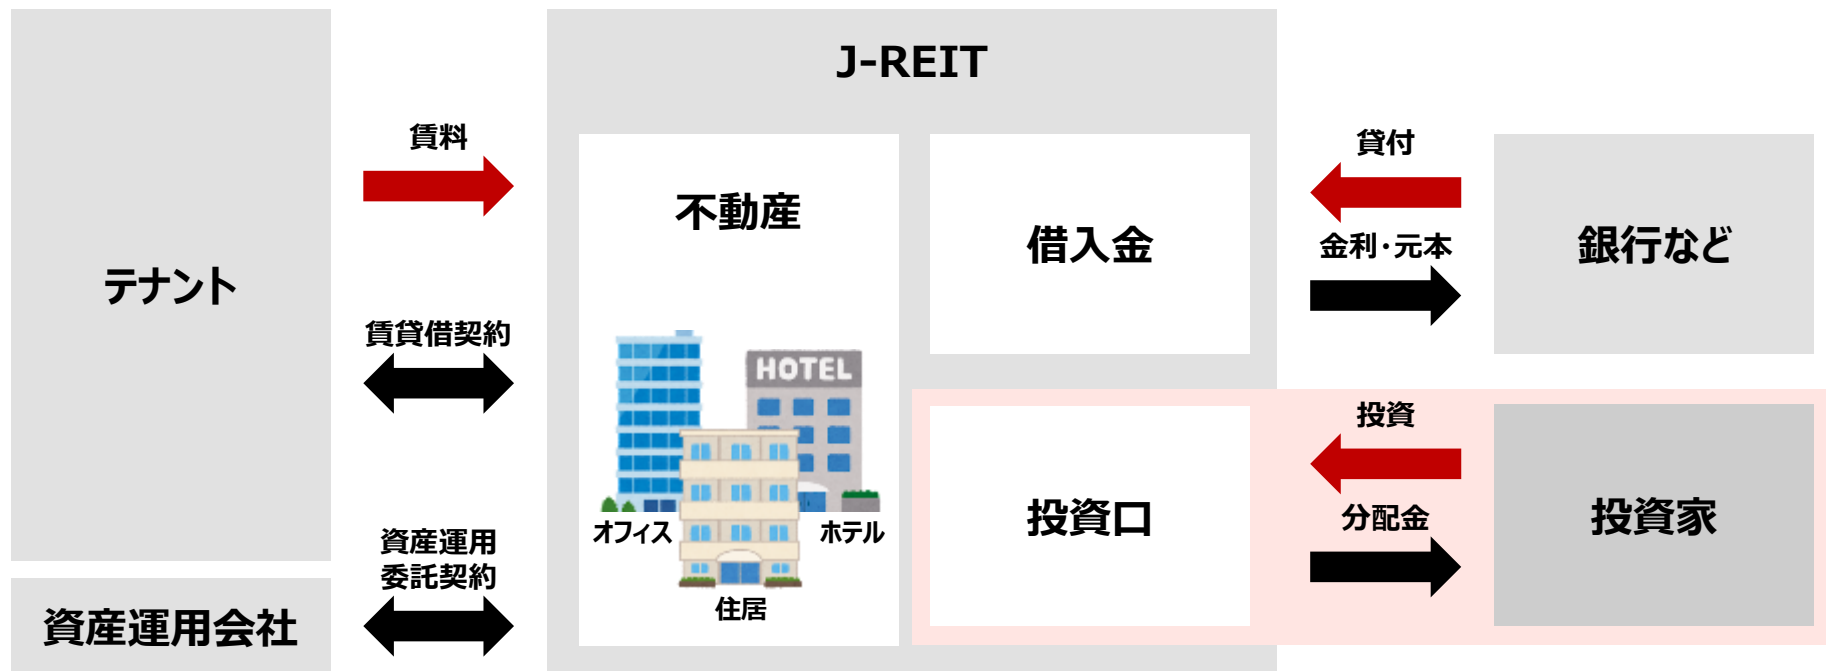 J-REIT
賃料
貸付
不動産
借入金
金利・元本
銀行など
テナント
賃貸借契約
HOTEL
投資
オフィス
ホテル
投資口
分配金
投資家
資産運用
委託契約
住居
資産運用会社